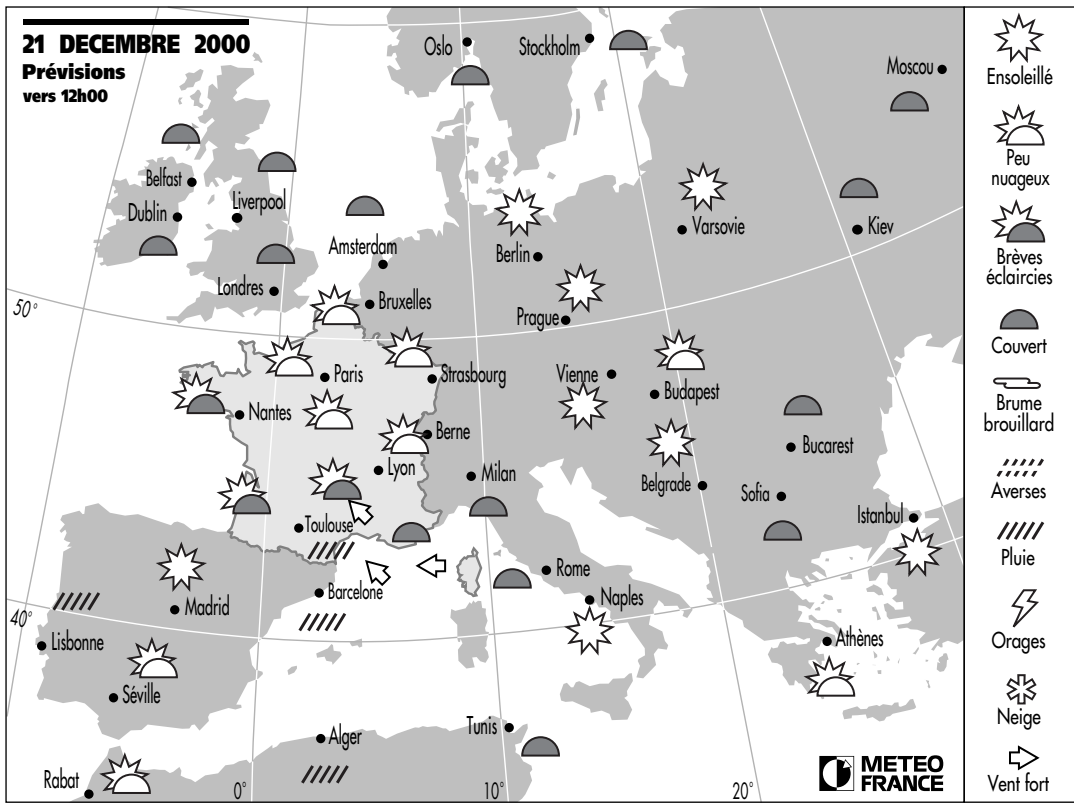 21 DECEMBRE 2000
Prévisions
vers 12h00
Oslo
Stockholm
Moscou
Belfast
Dublin
Liverpool
Amsterdam
Londres
Bruxelles
Berlin
Varsovie
Kiev
Prague
50°
Paris
Strasbourg
Vienne
Budapest
Nantes
Berne
Bucarest
Lyon
Milan
Belgrade
Sofia
Istanbul
Toulouse
Rome
Barcelone
Naples
Madrid
40°
Lisbonne
Athènes
Séville
Alger
Tunis
Rabat
0°
10°
20°
METEO
FRANCE
Ensoleillé
Peu
nuageux
Brèves
éclaircies
Couvert
Brume
brouillard
Averses
Pluie
Orages
Neige
Vent fort